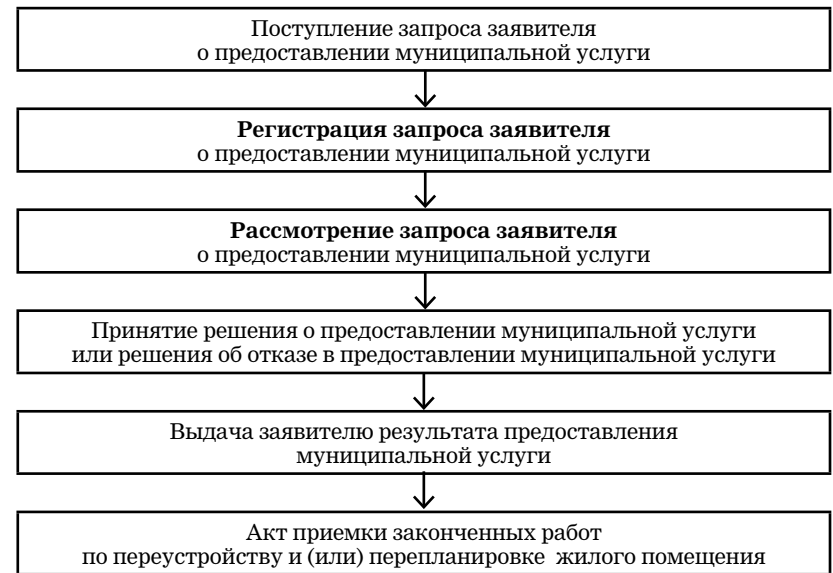 Поступление запроса заявителя
о предоставлении муниципальной услуги
Регистрация запроса заявителя
о предоставлении муниципальной услуги
Рассмотрение запроса заявителя
о предоставлении муниципальной услуги
Принятие решения о предоставлении муниципальной услуги
или решения об отказе в предоставлении муниципальной услуги
Выдача заявителю результата предоставления
муниципальной услуги
Акт приемки законченных работ
по переустройству и (или) перепланировке жилого помещения